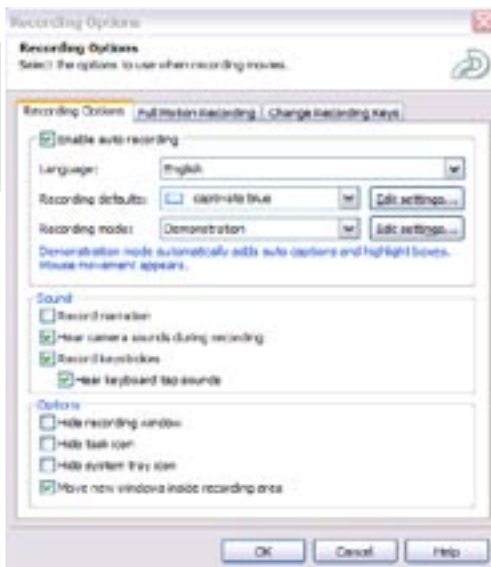 Recording Options
Recording Options
Select the options to use when recording movies.
Recording Options Full Motion Recording Change Recording Keys
Enable auto recording
Language: English
Recording defaults: captivate blue Edit settings...
Recording mode: Demonstration Edit settings...
Demonstration mode automatically adds auto captions and highlight boxes.
Mouse movement appears.
Sound
Record narration
Hear camera sounds during recording
Record keystrokes
Hear keyboard tap sounds
Options
Hide recording window
Hide task icon
Hide system tray icon
Move new windows inside recording area
OK Cancel Help